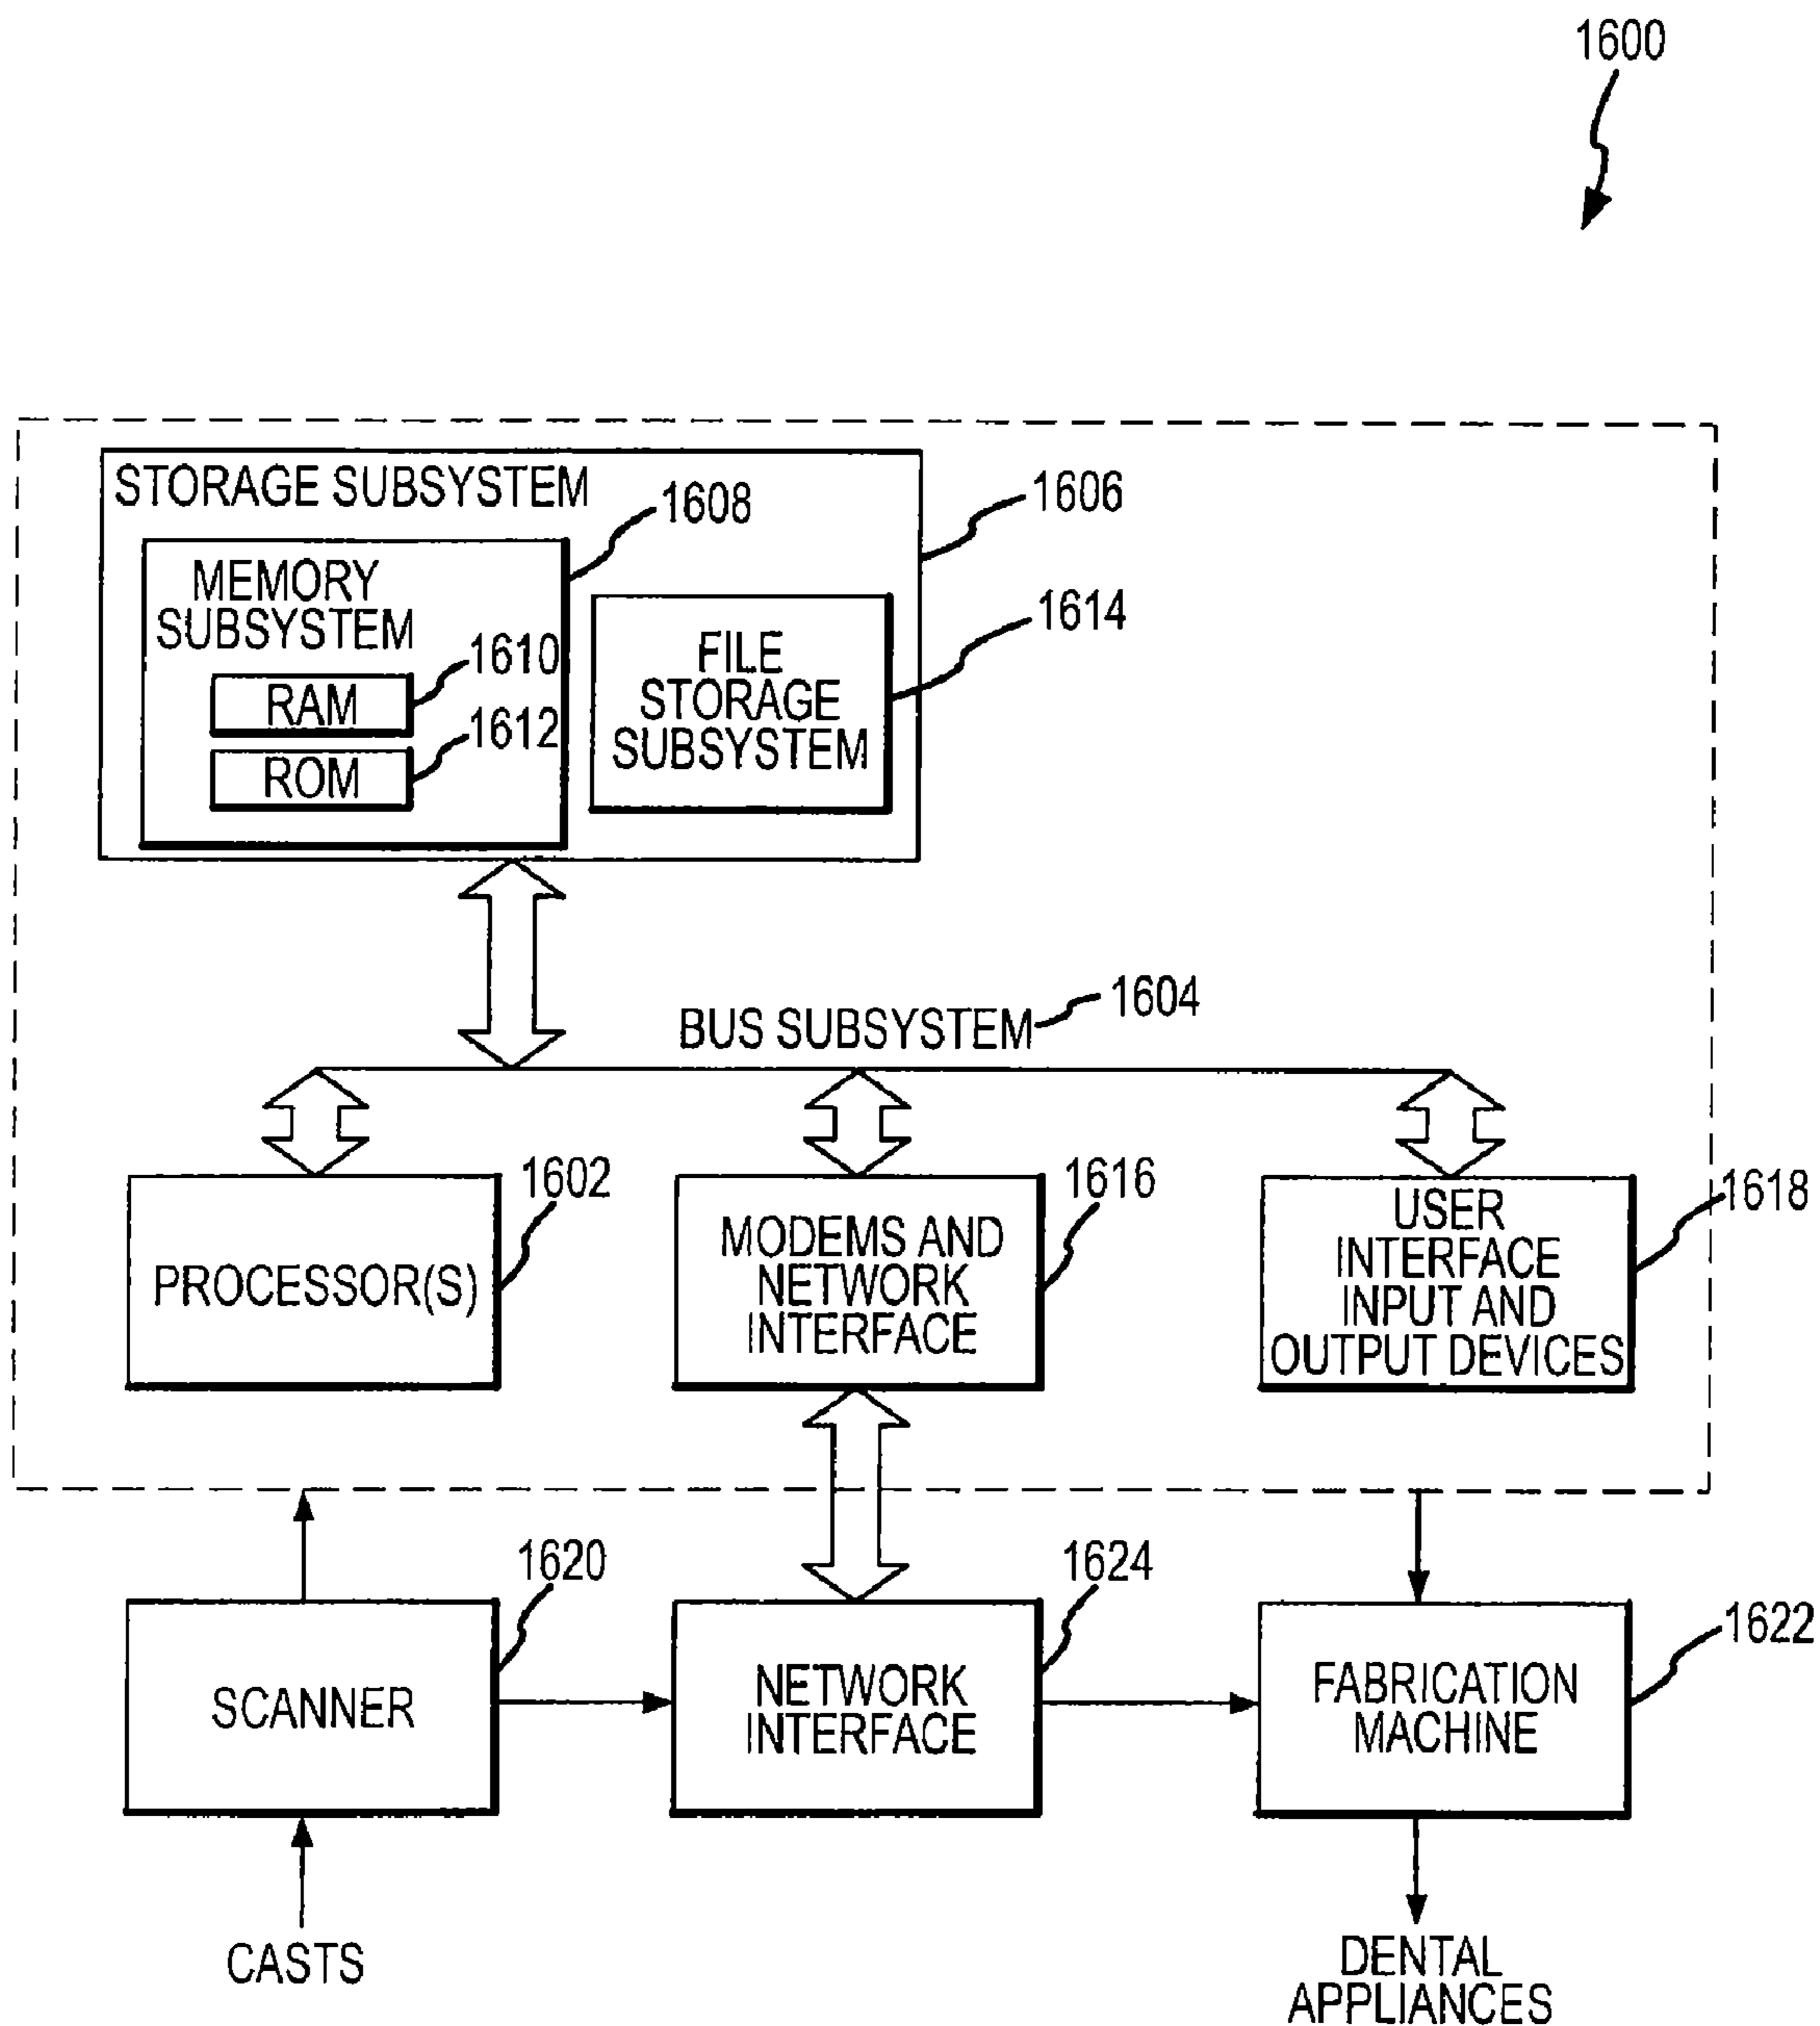 1600
STORAGE SUBSYSTEM
1606
1608
MEMORY
SUBSYSTEM
1614
FILE
STORAGE
SUBSYSTEM
1610
RAM
1612
ROM
BUS SUBSYSTEM
1604
1602
PROCESSOR(S)
1616
MODEMS AND
NETWORK
INTERFACE
1618
USER
INTERFACE
INPUT AND
OUTPUT DEVICES
1620
SCANNER
1624
NETWORK
INTERFACE
1622
FABRICATION
MACHINE
CASTS
DENTAL
APPLIANCES